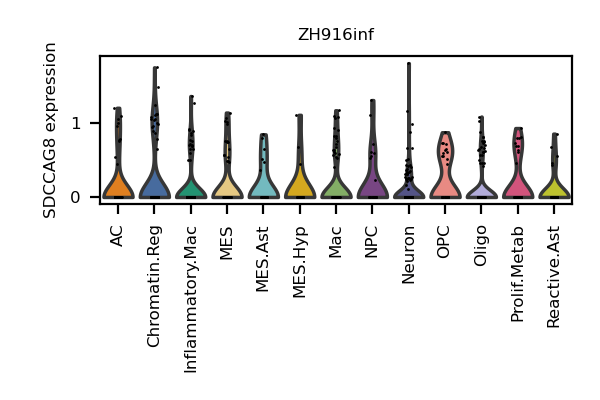 ZH916inf
SDCCAG8 expression
1
0
AC
Chromatin.Reg
Inflammatory.Mac
MES
MES.Ast
MES.Hyp
Mac
NPC
Neuron
OPC
Oligo
Prolif.Metab
Reactive.Ast